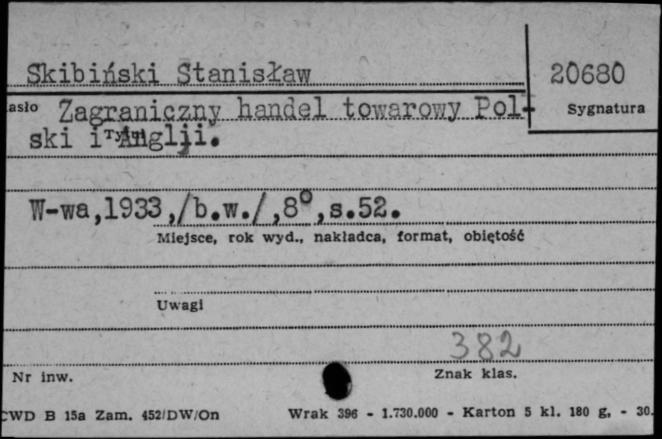 Skibiński Stanisław
20680
asło Zagraniczny handel towarowy Pol-
Sygnatura
ski i Anglji.
Tytuł
W-wa,1933,/b.w./,8°,s.52.
Miejsce, rok wyd., nakładca, format, objętość
Uwagi
382
Nr inw.
Znak klas.
CWD B 15a Zam. 452/DW/On Wrak 396 - 1.730.000 - Karton 5 kl. 180 g, - 30.